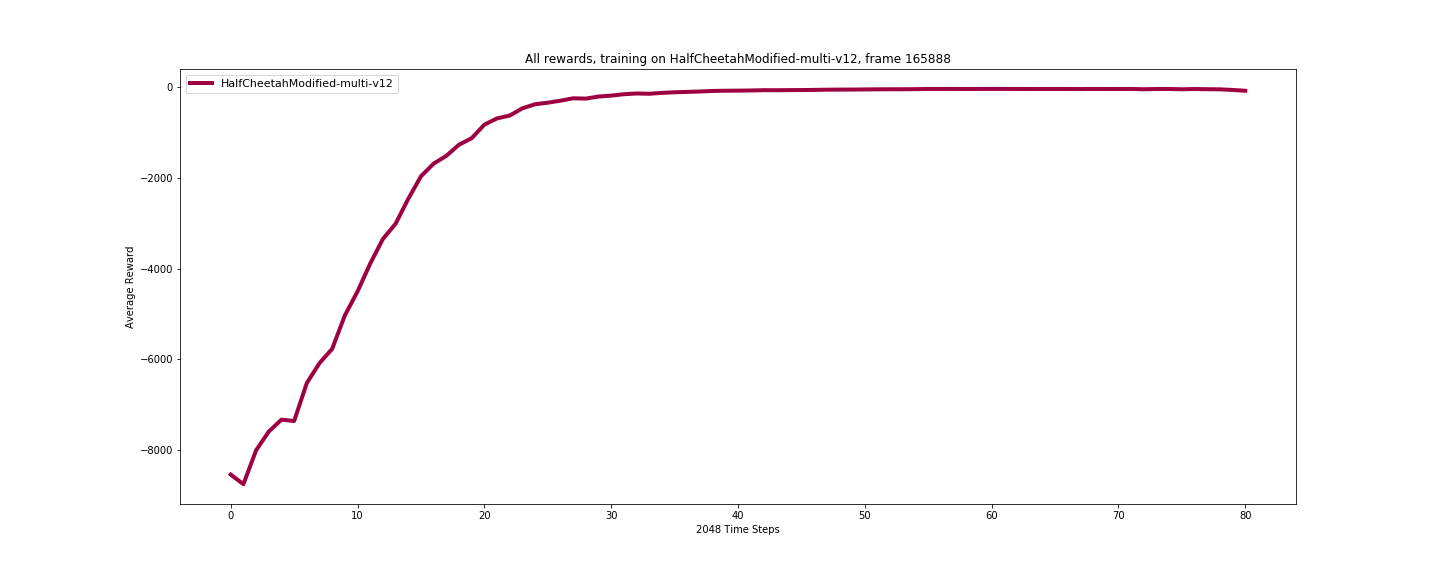 All rewards, training on HalfCheetahModified-multi-v12, frame 165888
HalfCheetahModified-multi-v12
0
−2000
−4000
−6000
−8000
Average Reward
0 10 20 30 40 50 60 70 80
2048 Time Steps